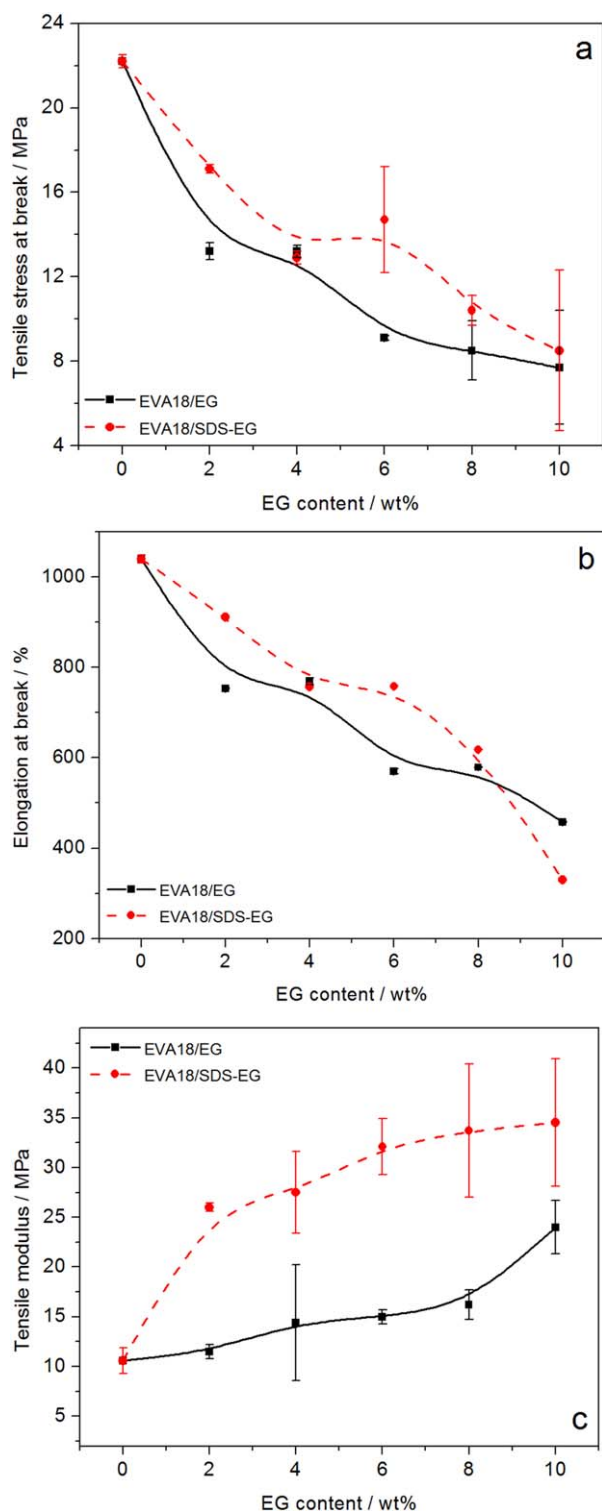 a
24
20
16
12
8
4
Tensile stress at break / MPa
EVA18/EG
EVA18/SDS-EG
0 2 4 6 8 10
EG content / wt%
b
1000
800
600
400
200
Elongation at break / %
EVA18/EG
EVA18/SDS-EG
0 2 4 6 8 10
EG content / wt%
EVA18/EG
EVA18/SDS-EG
40
35
30
25
20
15
10
5
Tensile modulus / MPa
c
0 2 4 6 8 10
EG content / wt%